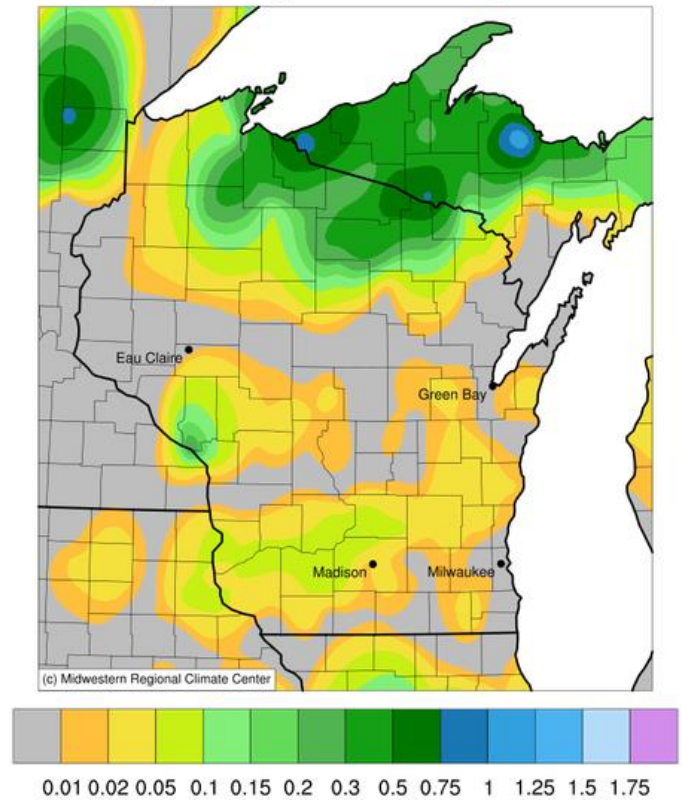 Eau Claire
Green Bay
Madison
Milwaukee
(c) Midwestern Regional Climate Center
0.01 0.02 0.05 0.1 0.15 0.2 0.3 0.5 0.75 1 1.25 1.5 1.75